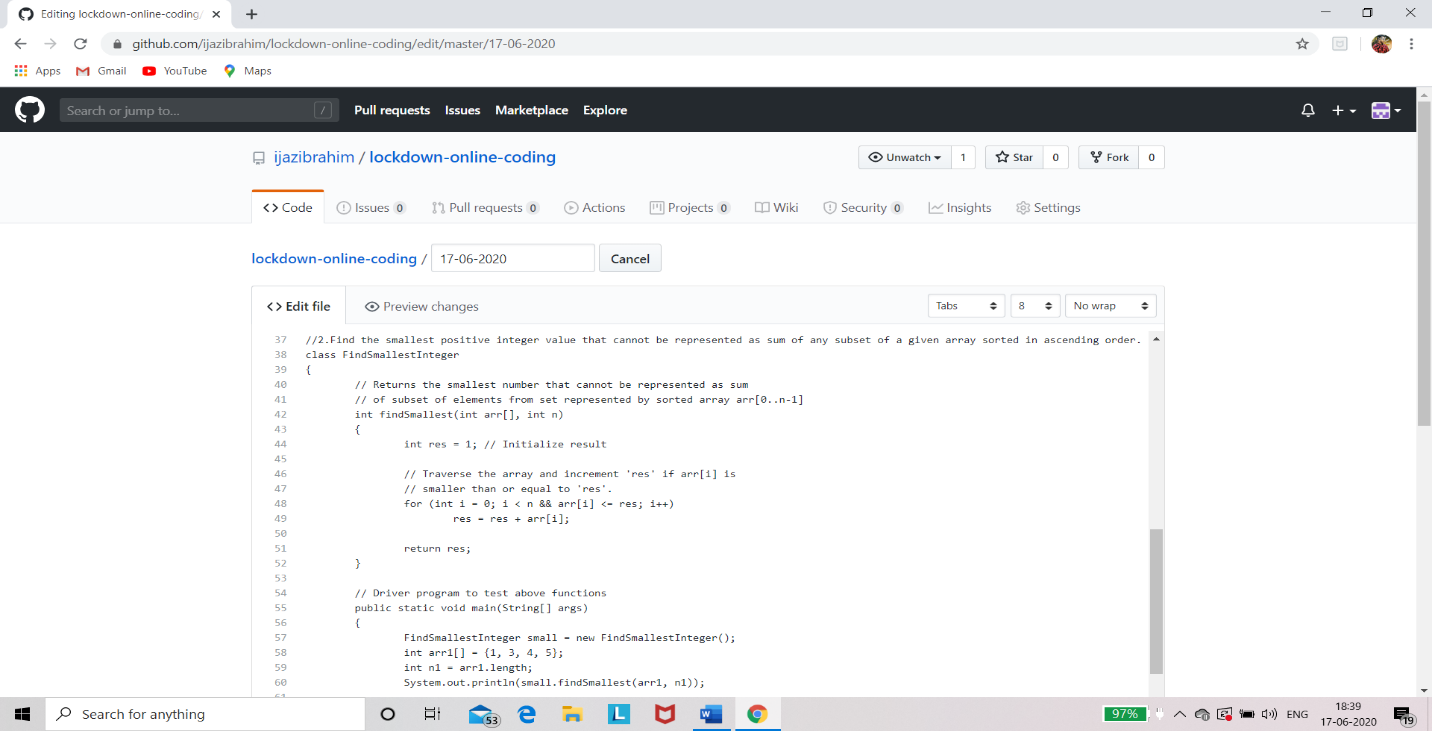 Editing lockdown-online-coding/
github.com/ijazibrahim/lockdown-online-coding/edit/master/17-06-2020
Apps Gmail YouTube Maps
Search or jump to... / Pull requests Issues Marketplace Explore
ijazibrahim / lockdown-online-coding Unwatch 1 Star 0 Fork 0
<> Code Issues 0 Pull requests 0 Actions Projects 0 Wiki Security 0 Insights Settings
lockdown-online-coding / 17-06-2020 Cancel
<> Edit file Preview changes Tabs 8 No wrap
37 //2.Find the smallest positive integer value that cannot be represented as sum of any subset of a given array sorted in ascending order.
38 class FindSmallestInteger
39 {
40 // Returns the smallest number that cannot be represented as sum
41 // of subset of elements from set represented by sorted array arr[0..n-1]
42 int findSmallest(int arr[], int n)
43 {
44 int res = 1; // Initialize result
45
46 // Traverse the array and increment 'res' if arr[i] is
47 // smaller than or equal to 'res'.
48 for (int i = 0; i < n && arr[i] <= res; i++)
49 res = res + arr[i];
50
51 return res;
52 }
53
54 // Driver program to test above functions
55 public static void main(String[] args)
56 {
57 FindSmallestInteger small = new FindSmallestInteger();
58 int arr1[] = {1, 3, 4, 5};
59 int n1 = arr1.length;
60 System.out.println(small.findSmallest(arr1, n1));
61
Search for anything 53 L W 97% ENG 18:39
17-06-2020 19